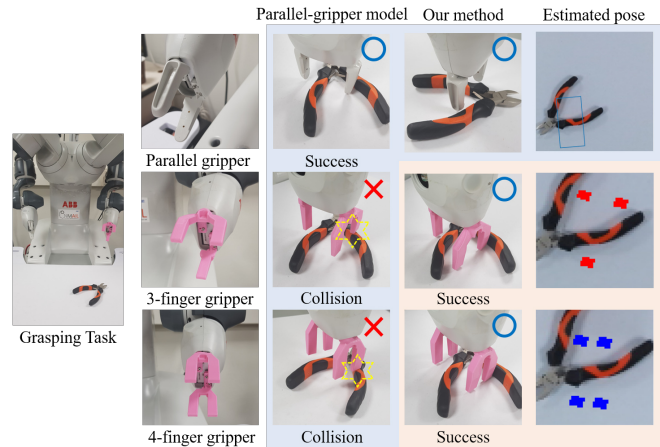 Parallel-gripper model
Our method
Estimated pose
Parallel gripper
Success
ABB
Grasping Task
3-finger gripper
Collision
Success
4-finger gripper
Collision
Success